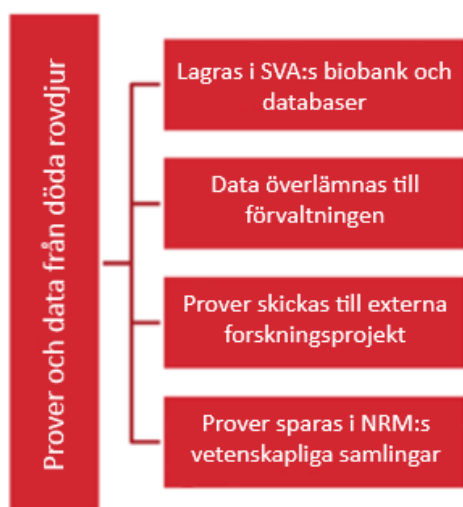 Prover och data från döda rovdjur
Lagras i SVA:s biobank och
databaser
Data överlämnas till
förvaltningen
Prover skickas till externa
forskningsprojekt
Prover sparas i NRM:s
vetenskapliga samlingar